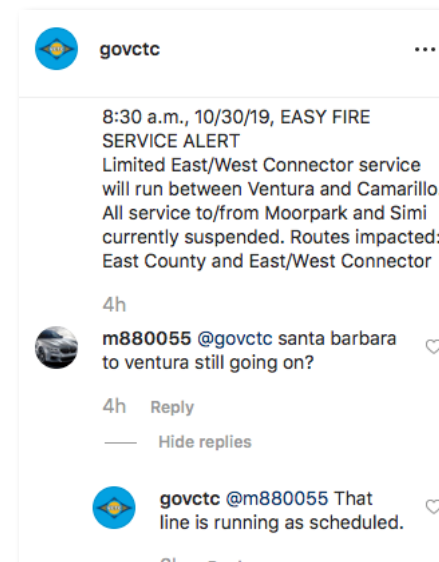 govctc
8:30 a.m., 10/30/19, EASY FIRE
SERVICE ALERT
Limited East/West Connector service
will run between Ventura and Camarillo
All service to/from Moorpark and Simi
currently suspended. Routes impacted:
East County and East/West Connector
4h
m880055 @govctc santa barbara
to ventura still going on?
4h Reply
Hide replies
govctc @m880055 That
line is running as scheduled.